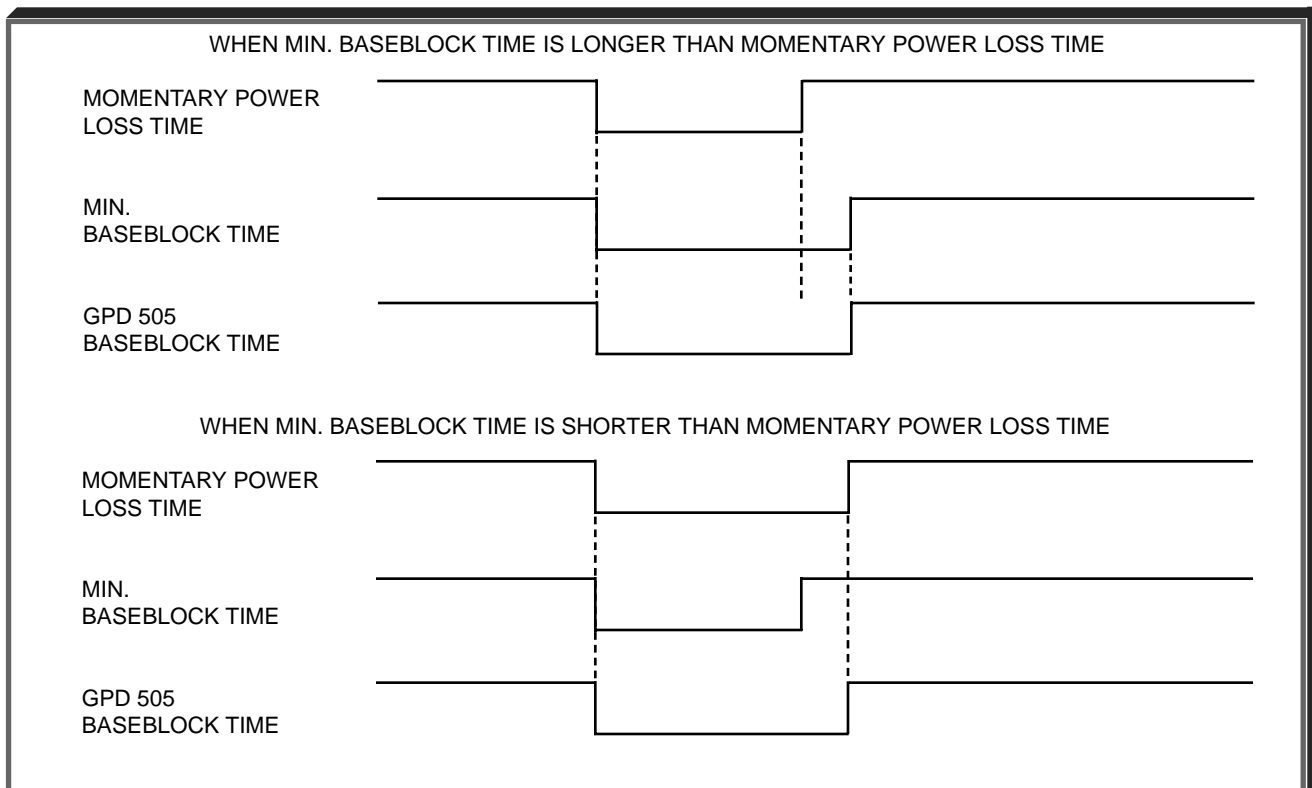 WHEN MIN. BASEBLOCK TIME IS LONGER THAN MOMENTARY POWER LOSS TIME
MOMENTARY POWER
LOSS TIME
MIN.
BASEBLOCK TIME
GPD 505
BASEBLOCK TIME
WHEN MIN. BASEBLOCK TIME IS SHORTER THAN MOMENTARY POWER LOSS TIME
MOMENTARY POWER
LOSS TIME
MIN.
BASEBLOCK TIME
GPD 505
BASEBLOCK TIME